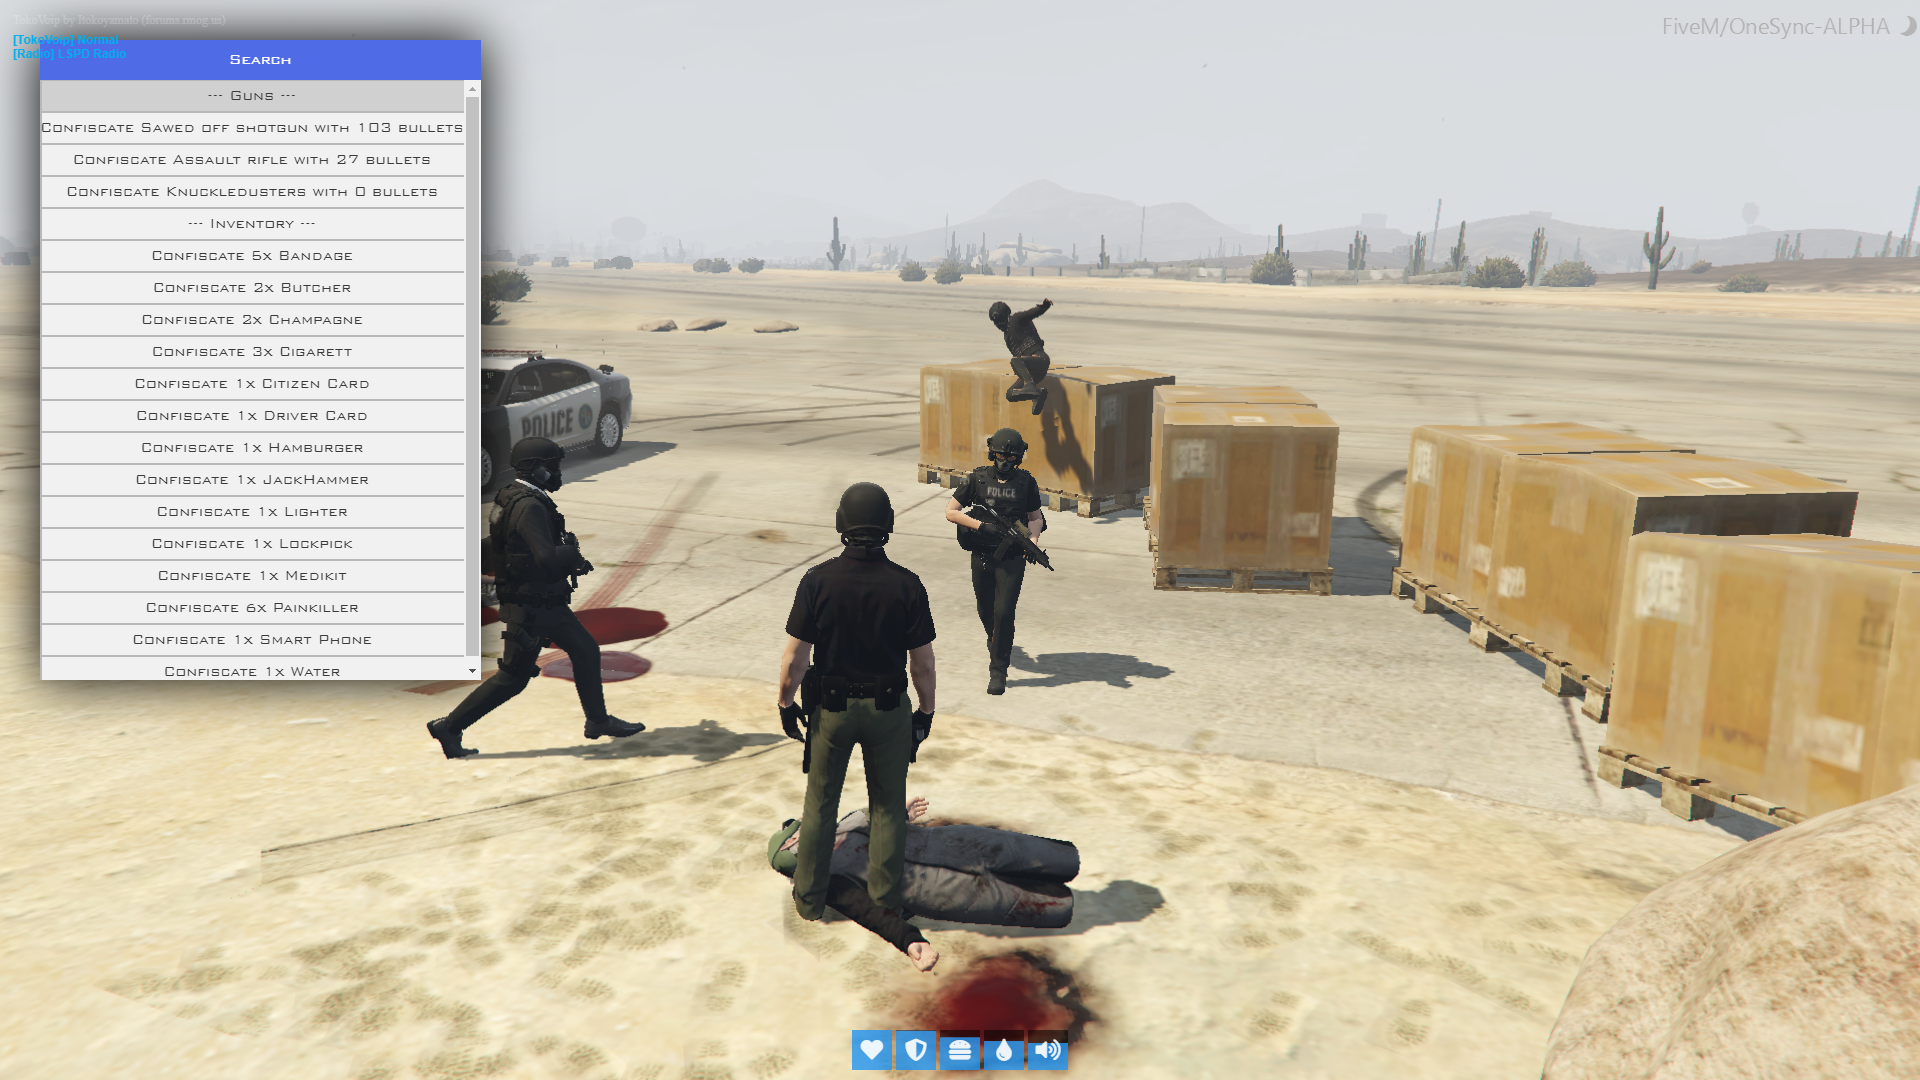 TokoVoip by Itokoyamato (forums.rmog.us)
[TokoVoip] Normal
[Radio] LSPD Radio
FiveM/OneSync-ALPHA
Search
--- Guns ---
Confiscate Sawed off shotgun with 103 bullets
Confiscate Assault rifle with 27 bullets
Confiscate Knuckledusters with 0 bullets
--- Inventory ---
Confiscate 5x Bandage
Confiscate 2x Butcher
Confiscate 2x Champagne
Confiscate 3x Cigarett
Confiscate 1x Citizen Card
Confiscate 1x Driver Card
Confiscate 1x Hamburger
Confiscate 1x JackHammer
Confiscate 1x Lighter
Confiscate 1x Lockpick
Confiscate 1x Medikit
Confiscate 6x Painkiller
Confiscate 1x Smart Phone
Confiscate 1x Water
POLICE
POLICE